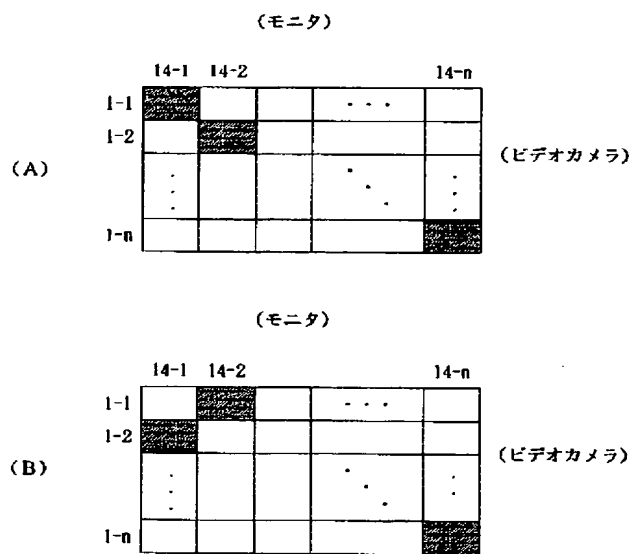 (モニタ)
14-1 14-2 14-n
1-1 ...
1-2
(A) (ビデオカメラ)
1-n
(モニタ)
14-1 14-2 14-n
1-1 ...
1-2
(B) (ビデオカメラ)
1-n